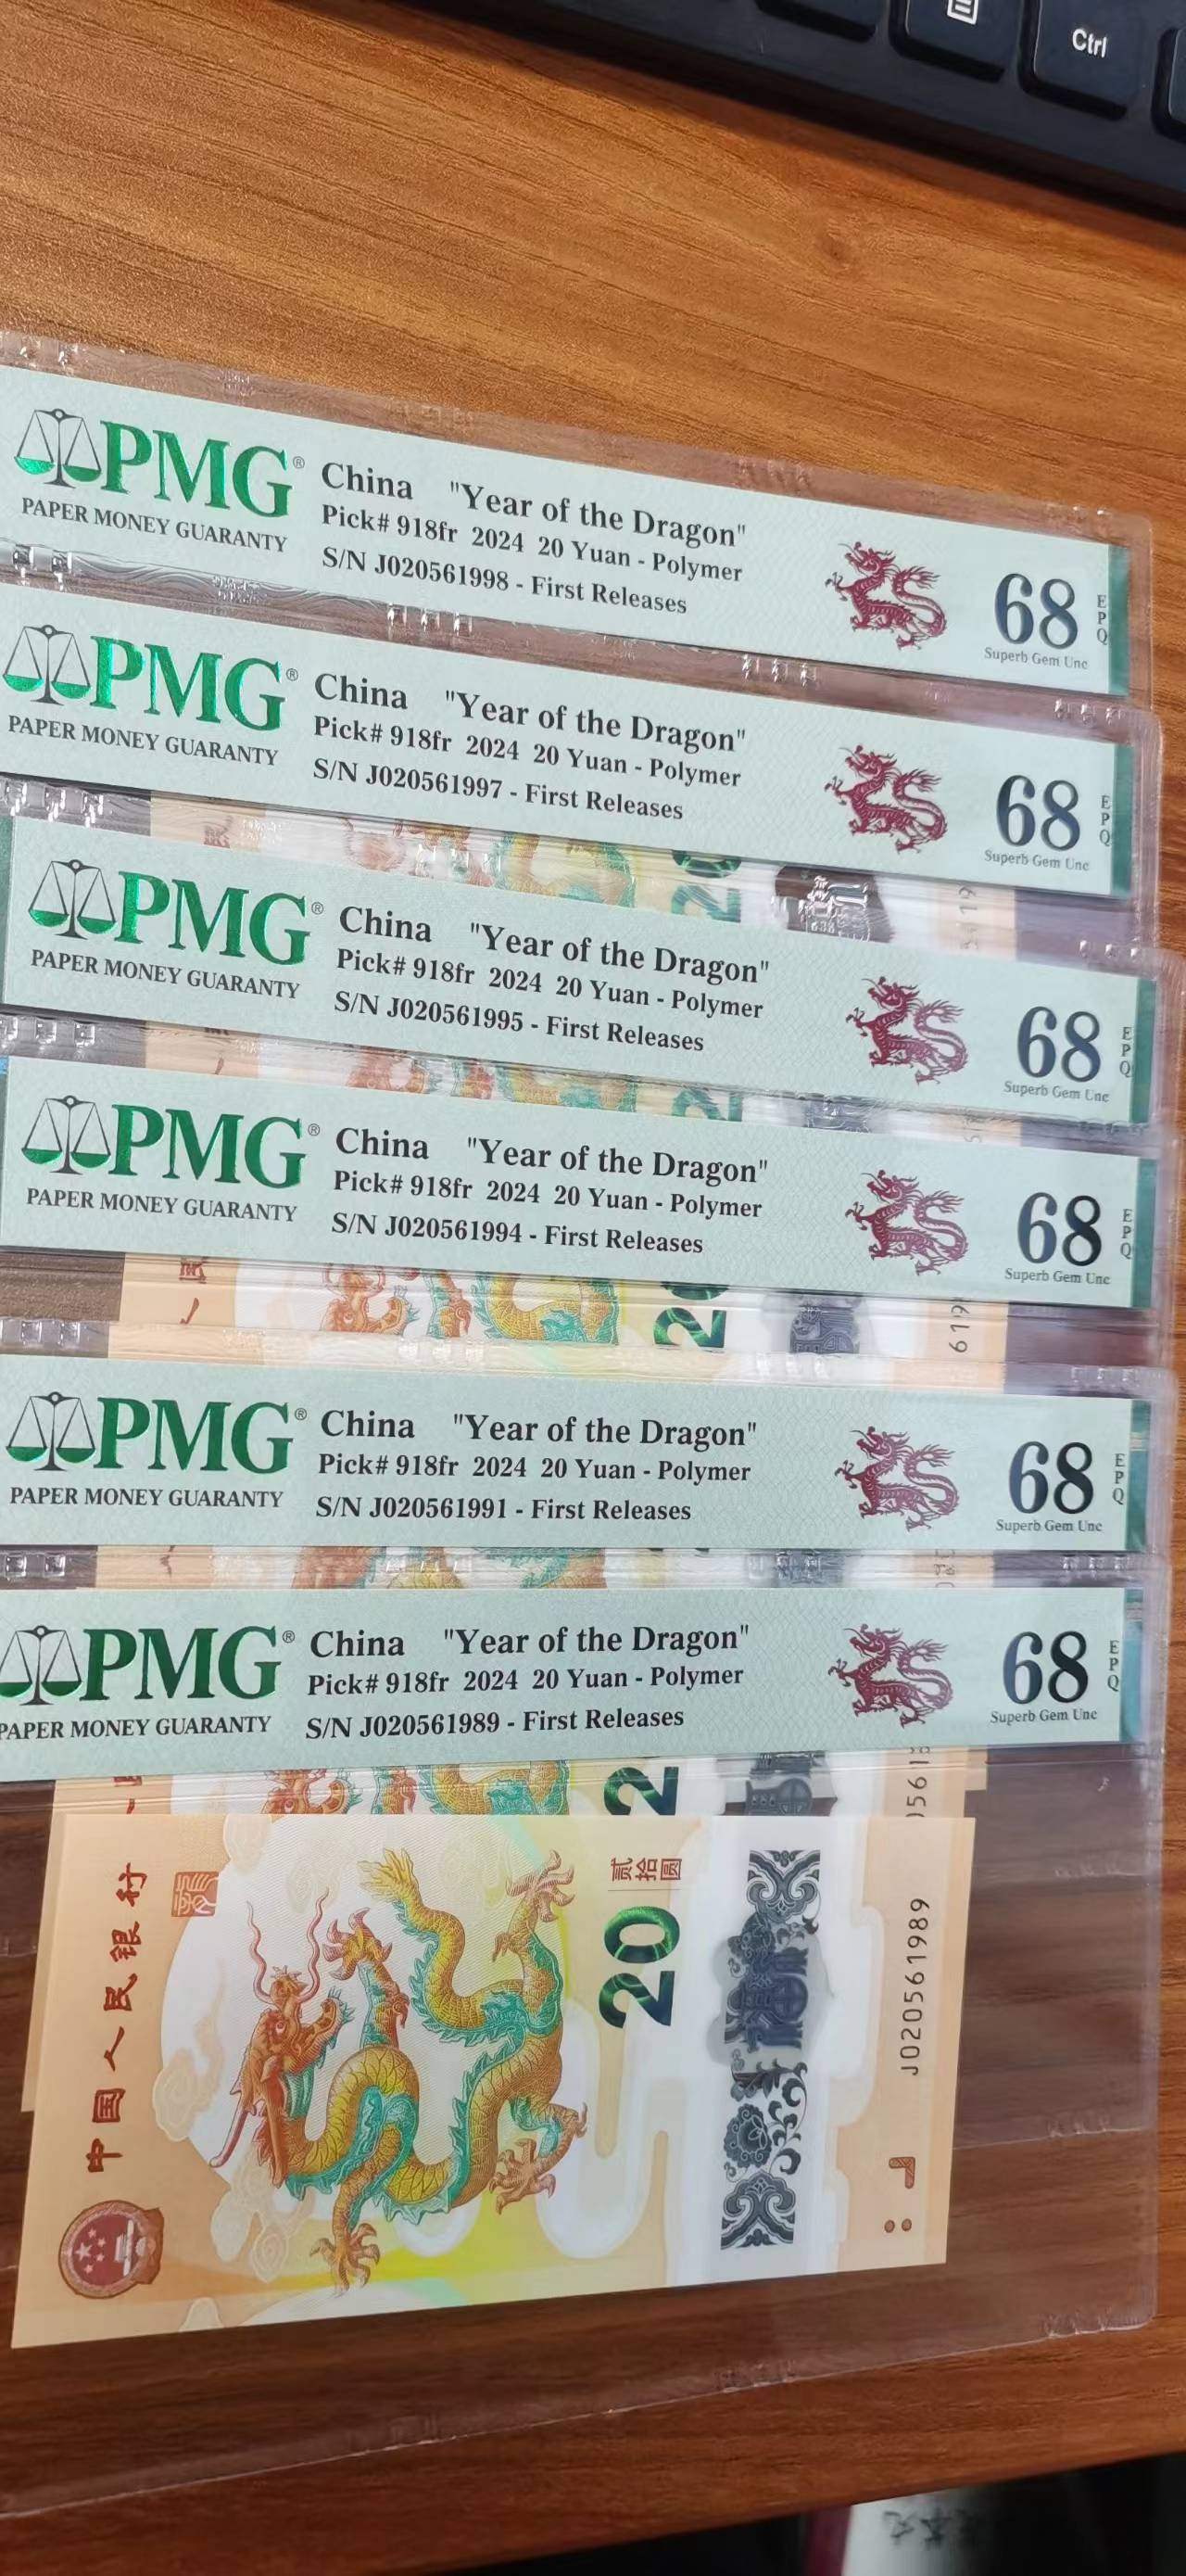 Ctrl
PMG®
PAPER MONEY GUARANTY
China "Year of the Dragon"
Pick# 918fr 2024 20 Yuan - Polymer
S/N J020561998 - First Releases
68
EPQ
Superb Gem Unc
PMG®
PAPER MONEY GUARANTY
China "Year of the Dragon"
Pick# 918fr 2024 20 Yuan - Polymer
S/N J020561997 - First Releases
68
EPQ
Superb Gem Unc
20
PMG®
PAPER MONEY GUARANTY
China "Year of the Dragon"
Pick# 918fr 2024 20 Yuan - Polymer
S/N J020561995 - First Releases
68
EPQ
Superb Gem Unc
PMG®
PAPER MONEY GUARANTY
China "Year of the Dragon"
Pick# 918fr 2024 20 Yuan - Polymer
S/N J020561994 - First Releases
68
EPQ
Superb Gem Unc
20
619
PMG®
PAPER MONEY GUARANTY
China "Year of the Dragon"
Pick# 918fr 2024 20 Yuan - Polymer
S/N J020561991 - First Releases
68
EPQ
Superb Gem Unc
PMG®
PAPER MONEY GUARANTY
China "Year of the Dragon"
Pick# 918fr 2024 20 Yuan - Polymer
S/N J020561989 - First Releases
68
EPQ
Superb Gem Unc
2
561
中国人民银行
贰拾圆
20
J020561989